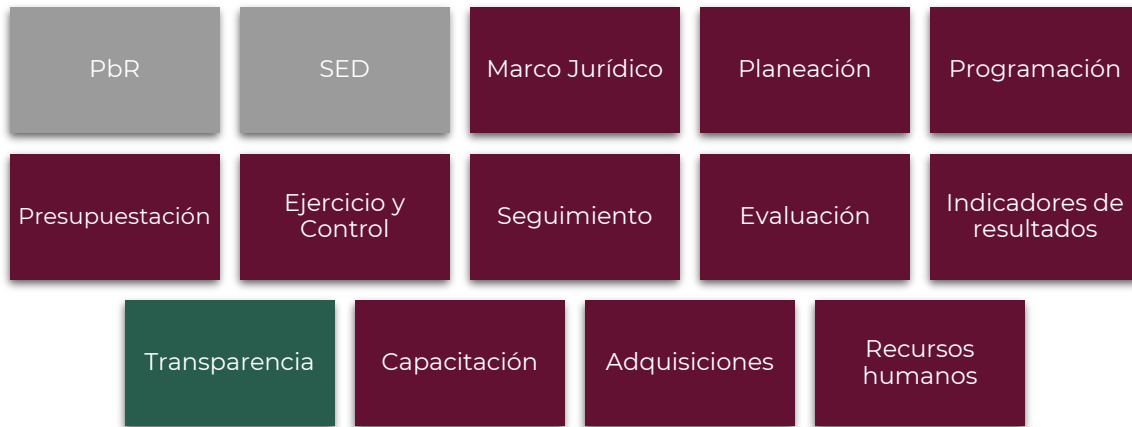 PbR
SED
Marco Jurídico
Planeación
Programación
Presupuestación
Ejercicio y
Control
Seguimiento
Evaluación
Indicadores de
resultados
Transparencia
Capacitación
Adquisiciones
Recursos
humanos